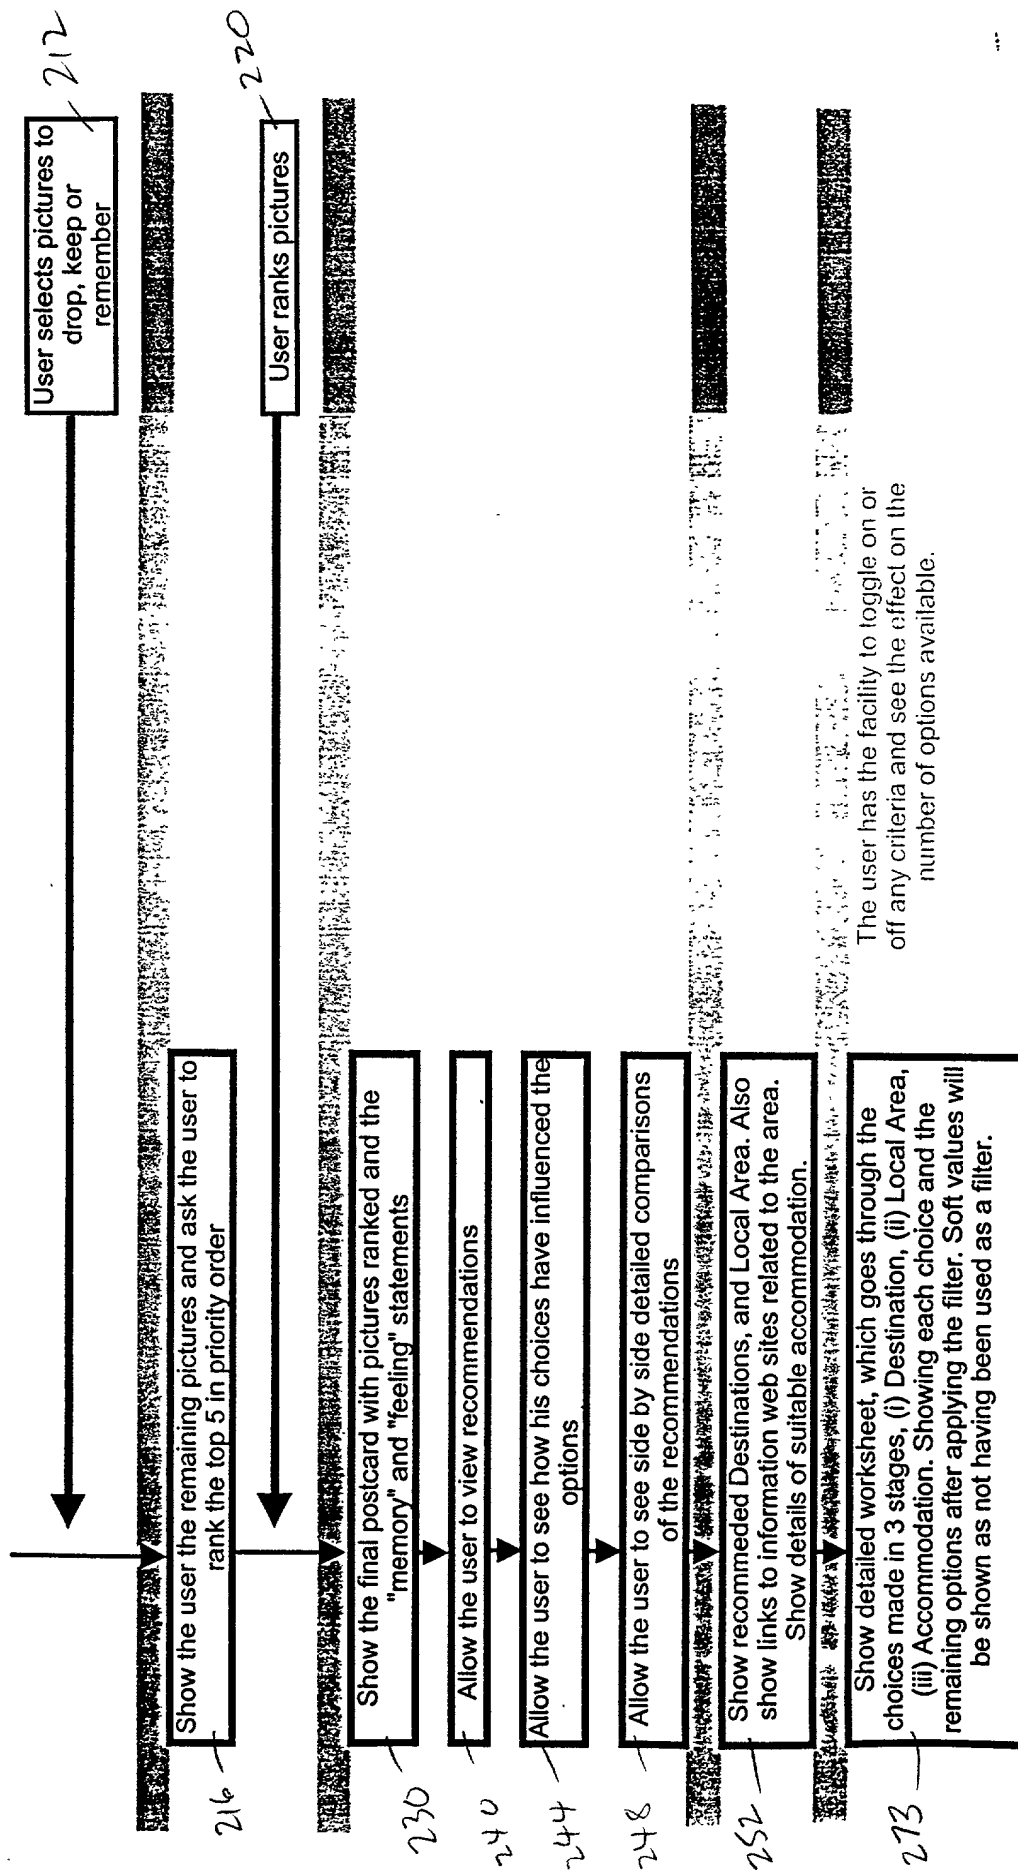 User selects pictures to
drop, keep or
remember
212
Show the user the remaining pictures and ask the user to
rank the top 5 in priority order
216
User ranks pictures
220
Show the final postcard with pictures ranked and the
"memory" and "feeling" statements
230
Allow the user to view recommendations
240
Allow the user to see how his choices have influenced the
options
244
Allow the user to see side by side detailed comparisons
of the recommendations
248
Show recommeded Destinations, and Local Area. Also
show links to information web sites related to the area.
Show details of suitable accommodation.
252
Show detailed worksheet, which goes through the
choices made in 3 stages, (i) Destination, (ii) Local Area,
(iii) Accommodation. Showing each choice and the
remaining options after applying the filter. Soft values will
be shown as not having been used as a filter.
273
The user has the facility to toggle on or
off any criteria and see the effect on the
number of options available.